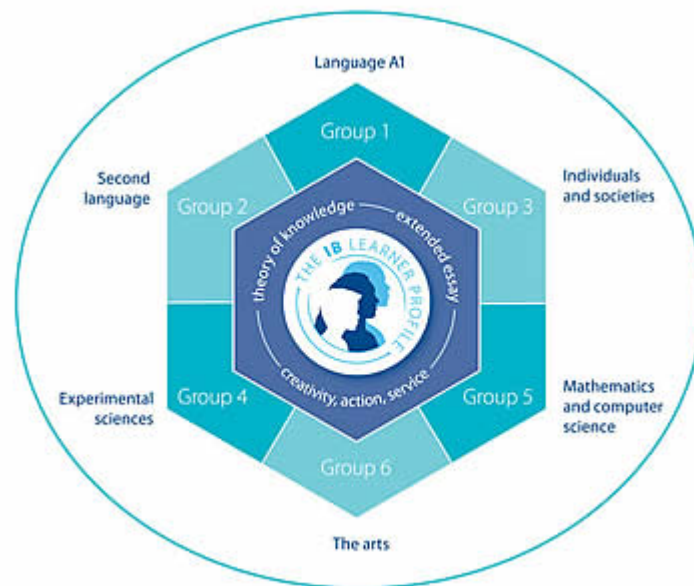 Language A1
Group 1
Second
language
Group 2
Group 3
Individuals
and societies
theory of knowledge
extended essay
THE IB LEARNER PROFILE
creativity, action, service
Experimental
sciences
Group 4
Group 5
Mathematics
and computer
science
Group 6
The arts